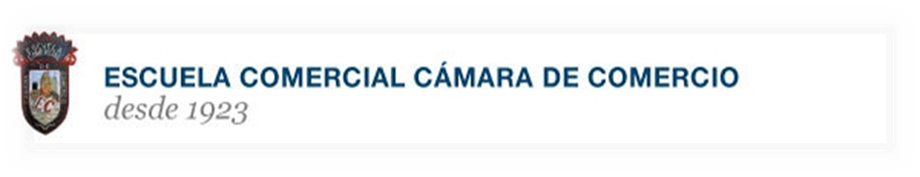 ESCUELA COMERCIAL CÁMARA DE COMERCIO
desde 1923